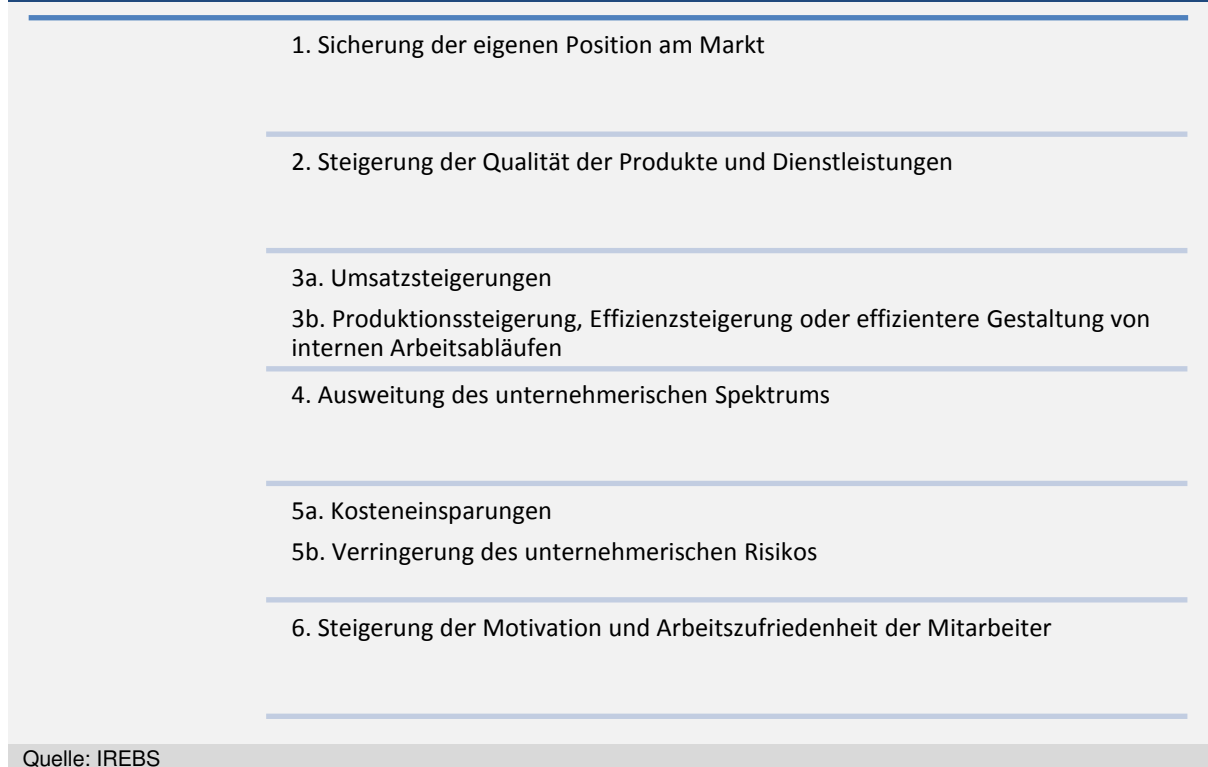 1. Sicherung der eigenen Position am Markt
2. Steigerung der Qualität der Produkte und Dienstleistungen
3a. Umsatzsteigerungen
3b. Produktionssteigerung, Effizienzsteigerung oder effizientere Gestaltung von
internen Arbeitsabläufen
4. Ausweitung des unternehmerischen Spektrums
5a. Kosteneinsparungen
5b. Verringerung des unternehmerischen Risikos
6. Steigerung der Motivation und Arbeitszufriedenheit der Mitarbeiter
Quelle: IREBS